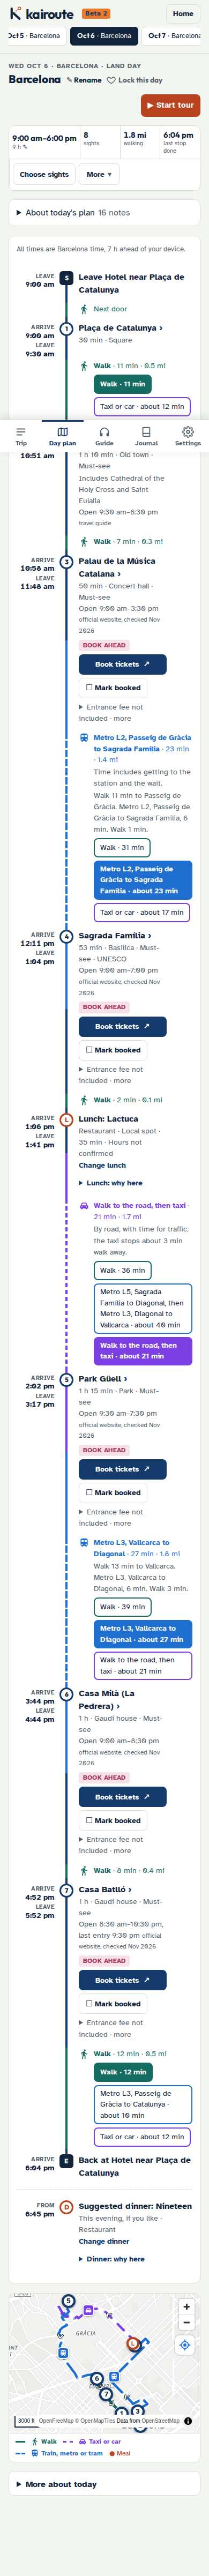 kairoute Beta 2 Home
Oct 5 · Barcelona Oct 6 · Barcelona Oct 7 · Barcelona
WED OCT 6 · BARCELONA · LAND DAY
Barcelona ✎ Rename ♡ Lock this day
▶ Start tour
9:00 am–6:00 pm
9 h ✎
8
sights
1.8 mi
walking
6:04 pm
last stop
done
Choose sights
More ▾
▶ About today's plan 16 notes
All times are Barcelona time, 7 h ahead of your device.
LEAVE
9:00 am
S
Leave Hotel near Plaça de
Catalunya
Next door
ARRIVE
9:00 am
LEAVE
9:30 am
1
Plaça de Catalunya ›
30 min · Square
Walk · 11 min · 0.5 mi
Walk · 11 min
Taxi or car · about 12 min
Trip
Day plan
Guide
Journal
Settings
10:51 am
1 h 10 min · Old town ·
Must-see
Includes Cathedral of the
Holy Cross and Saint
Eulalia
Open 9:30 am–6:30 pm
travel guide
Walk · 7 min · 0.3 mi
ARRIVE
10:58 am
LEAVE
11:48 am
3
Palau de la Música
Catalana ›
50 min · Concert hall ·
Must-see
Open 9:00 am–3:30 pm
official website, checked Nov
2026
BOOK AHEAD
Book tickets ↗
☐ Mark booked
▶ Entrance fee not
included · more
Metro L2, Passeig de Gràcia
to Sagrada Família · 23 min
· 1.4 mi
Time includes getting to the
station and the wait.
Walk 11 min to Passeig de
Gràcia. Metro L2, Passeig de
Gràcia to Sagrada Família, 6
min. Walk 1 min.
Walk · 31 min
Metro L2, Passeig de
Gràcia to Sagrada
Família · about 23 min
Taxi or car · about 17 min
ARRIVE
12:11 pm
LEAVE
1:04 pm
4
Sagrada Família ›
53 min · Basilica · Must-
see · UNESCO
Open 9:00 am–7:00 pm
official website, checked Nov
2026
BOOK AHEAD
Book tickets ↗
☐ Mark booked
▶ Entrance fee not
included · more
Walk · 2 min · 0.1 mi
ARRIVE
1:06 pm
LEAVE
1:41 pm
L
Lunch: Lactuca
Restaurant · Local spot ·
35 min · Hours not
confirmed
Change lunch
▶ Lunch: why here
Walk to the road, then taxi ·
21 min · 1.7 mi
By road, with time for traffic.
the taxi stops about 3 min
walk away.
Walk · 36 min
Metro L5, Sagrada
Família to Diagonal, then
Metro L3, Diagonal to
Vallcarca · about 40 min
Walk to the road, then
taxi · about 21 min
ARRIVE
2:02 pm
LEAVE
3:17 pm
5
Park Güell ›
1 h 15 min · Park · Must-
see
Open 9:30 am–7:30 pm
official website, checked Nov
2026
BOOK AHEAD
Book tickets ↗
☐ Mark booked
▶ Entrance fee not
included · more
Metro L3, Vallcarca to
Diagonal · 27 min · 1.8 mi
Walk 13 min to Vallcarca.
Metro L3, Vallcarca to
Diagonal, 6 min. Walk 3 min.
Walk · 39 min
Metro L3, Vallcarca to
Diagonal · about 27 min
Walk to the road, then
taxi · about 21 min
ARRIVE
3:44 pm
LEAVE
4:44 pm
6
Casa Milà (La
Pedrera) ›
1 h · Gaudí house · Must-
see
Open 9:00 am–8:30 pm
official website, checked Nov
2026
BOOK AHEAD
Book tickets ↗
☐ Mark booked
▶ Entrance fee not
included · more
Walk · 8 min · 0.4 mi
ARRIVE
4:52 pm
LEAVE
5:52 pm
7
Casa Batlló ›
1 h · Gaudí house · Must-
see
Open 8:30 am–10:30 pm,
last entry 9:30 pm official
website, checked Nov 2026
BOOK AHEAD
Book tickets ↗
☐ Mark booked
▶ Entrance fee not
included · more
Walk · 12 min · 0.5 mi
Walk · 12 min
Metro L3, Passeig de
Gràcia to Catalunya ·
about 10 min
Taxi or car · about 12 min
ARRIVE
6:04 pm
E
Back at Hotel near Plaça de
Catalunya
FROM
6:45 pm
D
Suggested dinner: Nineteen
This evening, if you like ·
Restaurant
Change dinner
▶ Dinner: why here
5
GRÀCIA
L
6
7
1
3
+
−
3000 ft OpenFreeMap © OpenMapTiles Data from OpenStreetMap
Walk Taxi or car
Train, metro or tram Meal
▶ More about today